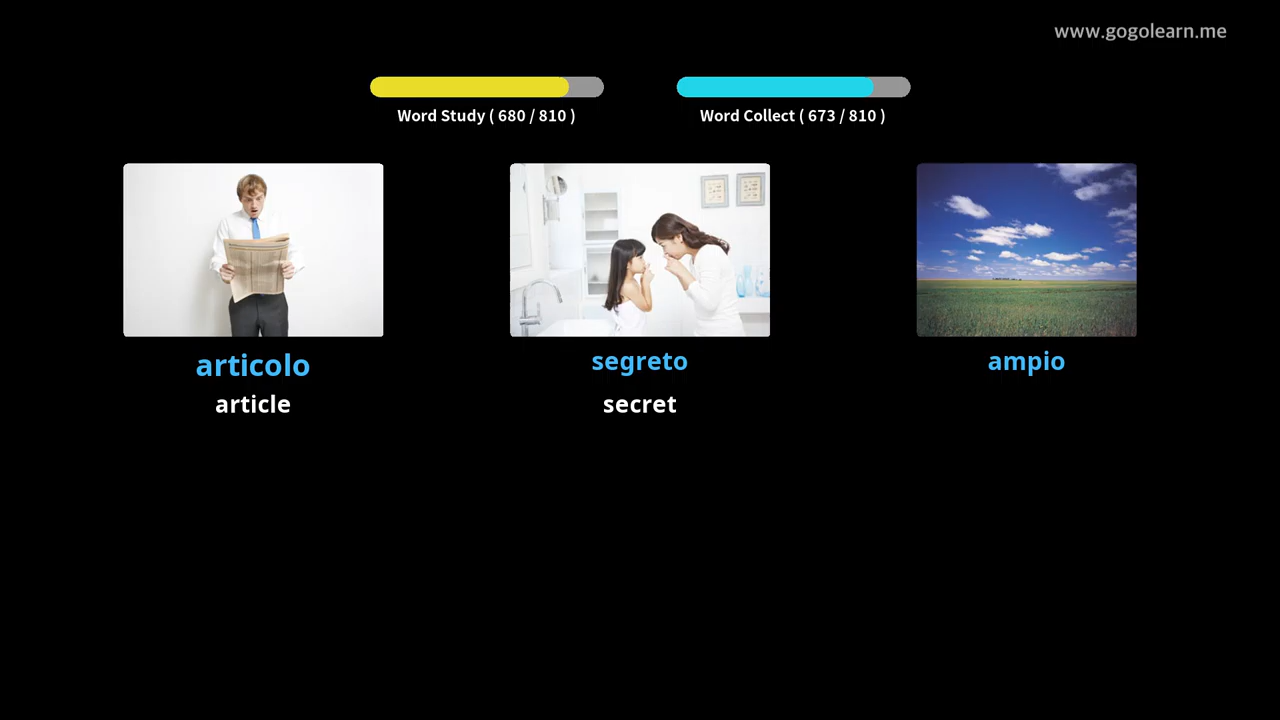 www.gogolearn.me
Word Study ( 680 / 810 )
Word Collect ( 673 / 810 )
articolo
article
segreto
secret
ampio